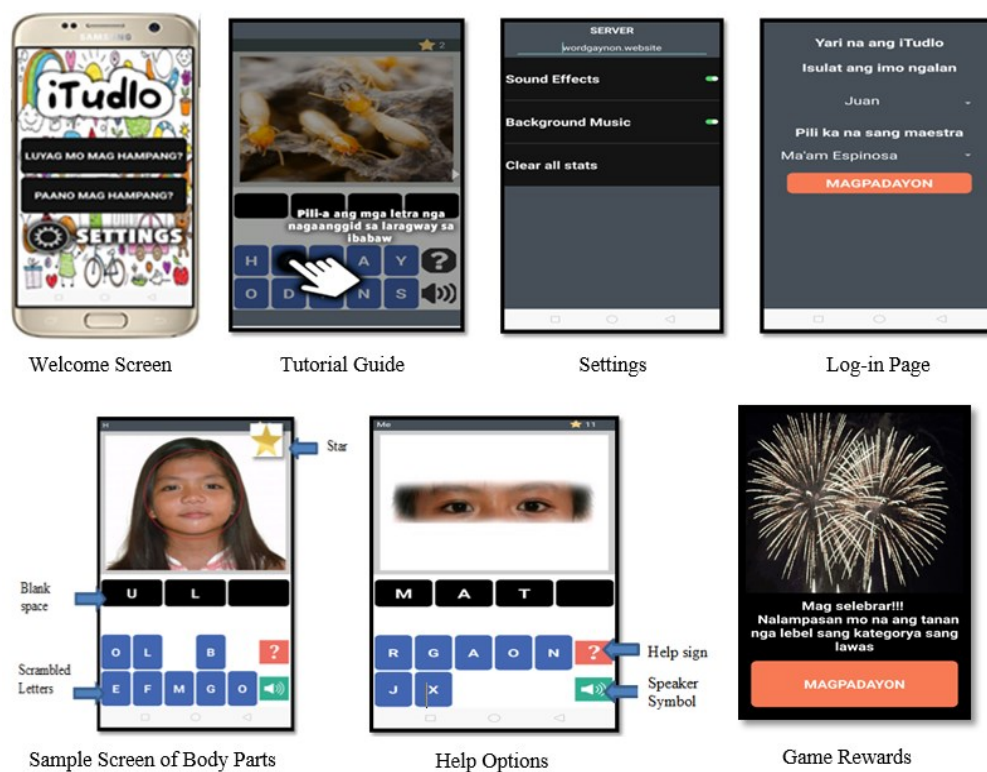 SAMSUNG
iTudlo
LUYAG MO MAG HAMPANG?
PAANO MAG HAMPANG?
SETTINGS
Welcome Screen
2
Pili-a ang mga letra nga
nagaanggid sa laragway sa
ibabaw
H A Y ?
O D N S
Tutorial Guide
SERVER
wordgaynon.website
Sound Effects
Background Music
Clear all stats
Settings
Yari na ang iTudlo
Isulat ang imo ngalan
Juan
Pili ka na sang maestra
Ma'am Espinosa
MAGPADAYON
Log-in Page
H
Star
Blank
space
U L
Scrambled
Letters
O L B ?
E F M G O
Sample Screen of Body Parts
Me 11
M A T
R G A O N ?
J X
Help sign
Speaker
Symbol
Help Options
Mag selebrar!!!
Nalampasan mo na ang tanan
nga lebel sang kategorya sang
lawas
MAGPADAYON
Game Rewards